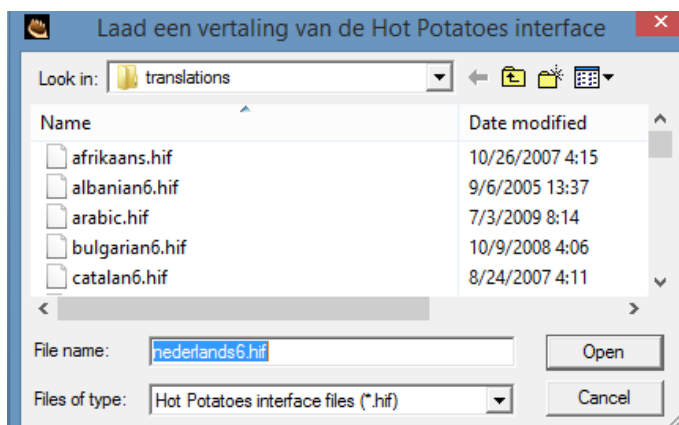 Laad een vertaling van de Hot Potatoes interface
Look in: translations
Name Date modified
afrikaans.hif 10/26/2007 4:15
albanian6.hif 9/6/2005 13:37
arabic.hif 7/3/2009 8:14
bulgarian6.hif 10/9/2008 4:06
catalan6.hif 8/24/2007 4:11
File name: nederlands6.hif Open
Files of type: Hot Potatoes interface files (*.hif) Cancel